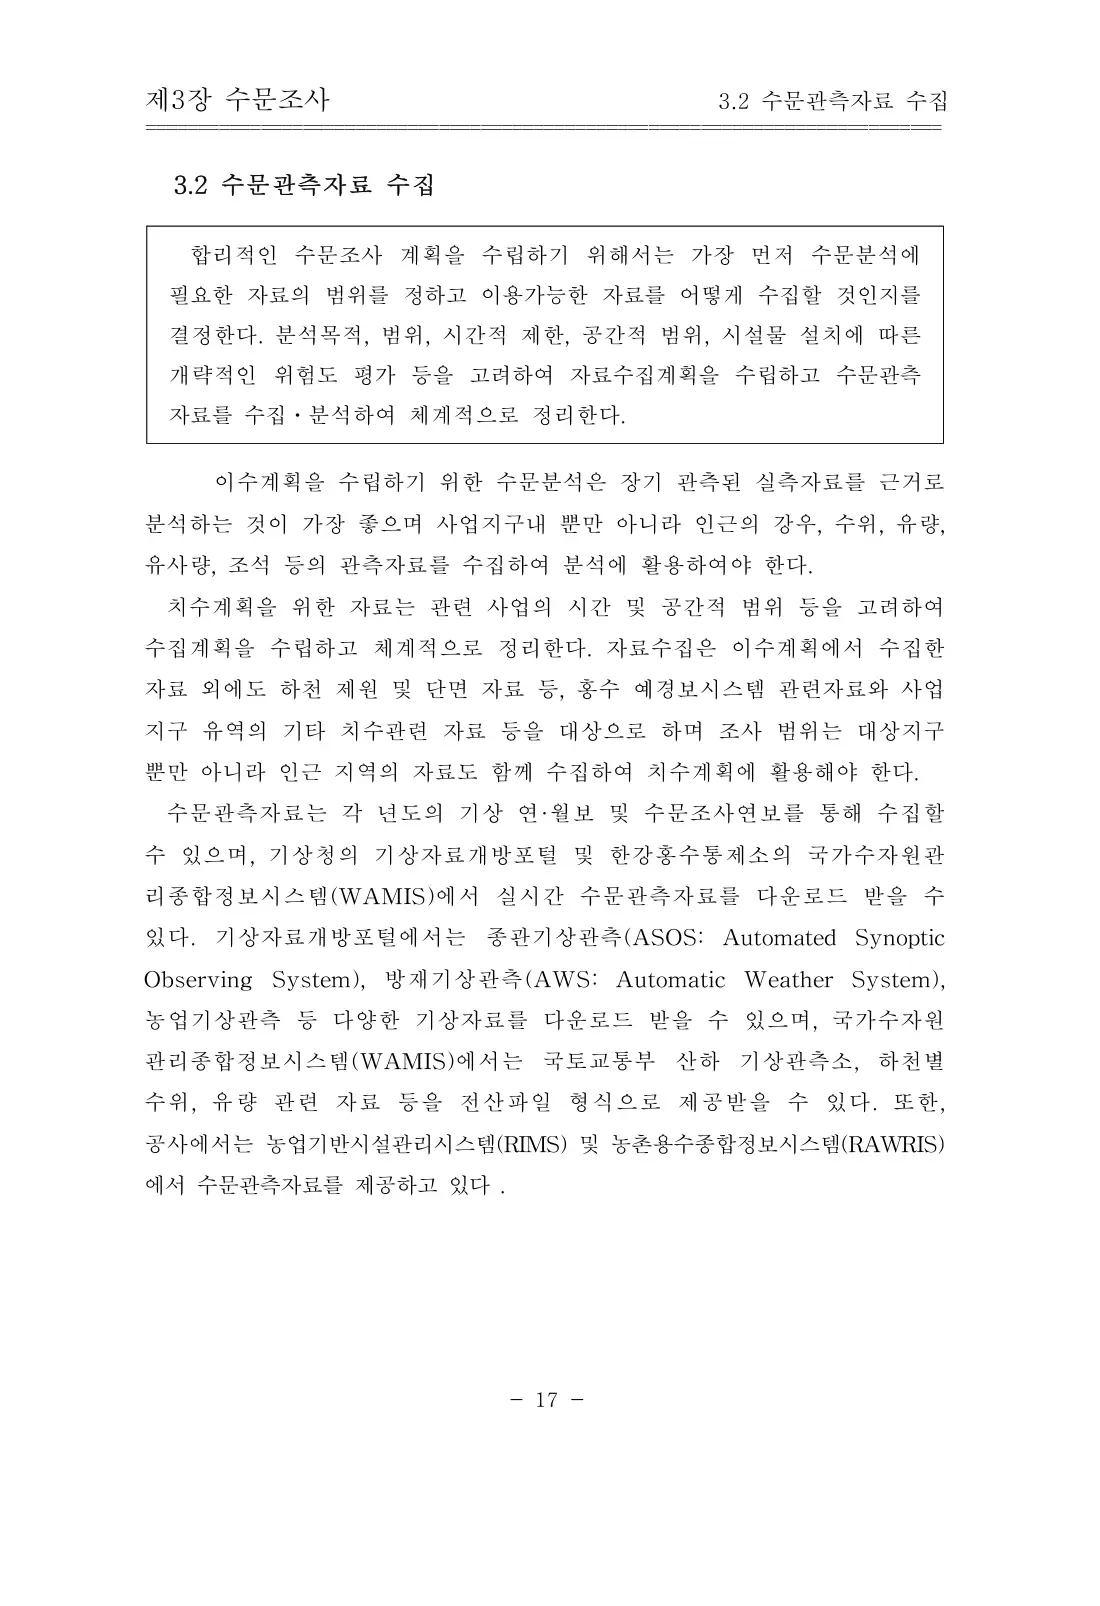 제3장 수문조사
3.2 수문관측자료 수집
3.2 수문관측자료 수집
합리적인 수문조사 계획을 수립하기 위해서는 가장 먼저 수문분석에
필요한 자료의 범위를 정하고 이용가능한 자료를 어떻게 수집할 것인지를
결정한다. 분석목적, 범위, 시간적 제한, 공간적 범위, 시설물 설치에 따른
개략적인 위험도 평가 등을 고려하여 자료수집계획을 수립하고 수문관측
자료를 수집·분석하여 체계적으로 정리한다.
이수계획을 수립하기 위한 수문분석은 장기 관측된 실측자료를 근거로
분석하는 것이 가장 좋으며 사업지구내 뿐만 아니라 인근의 강우, 수위, 유량,
유사량, 조석 등의 관측자료를 수집하여 분석에 활용하여야 한다.
치수계획을 위한 자료는 관련 사업의 시간 및 공간적 범위 등을 고려하여
수집계획을 수립하고 체계적으로 정리한다. 자료수집은 이수계획에서 수집한
자료 외에도 하천 제원 및 단면 자료 등, 홍수 예경보시스템 관련자료와 사업
지구 유역의 기타 치수관련 자료 등을 대상으로 하며 조사 범위는 대상지구
뿐만 아니라 인근 지역의 자료도 함께 수집하여 치수계획에 활용해야 한다.
수문관측자료는 각 년도의 기상 연·월보 및 수문조사연보를 통해 수집할
수 있으며, 기상청의 기상자료개방포털 및 한강홍수통제소의 국가수자원관
리종합정보시스템(WAMIS)에서 실시간 수문관측자료를 다운로드 받을 수
있다. 기상자료개방포털에서는 종관기상관측(ASOS: Automated Synoptic
Observing System), 방재기상관측(AWS: Automatic Weather System),
농업기상관측 등 다양한 기상자료를 다운로드 받을 수 있으며, 국가수자원
관리종합정보시스템(WAMIS)에서는 국토교통부 산하 기상관측소, 하천별
수위, 유량 관련 자료 등을 전산파일 형식으로 제공받을 수 있다. 또한,
공사에서는 농업기반시설관리시스템(RIMS) 및 농촌용수종합정보시스템(RAWRIS)
에서 수문관측자료를 제공하고 있다 .
- 17 -